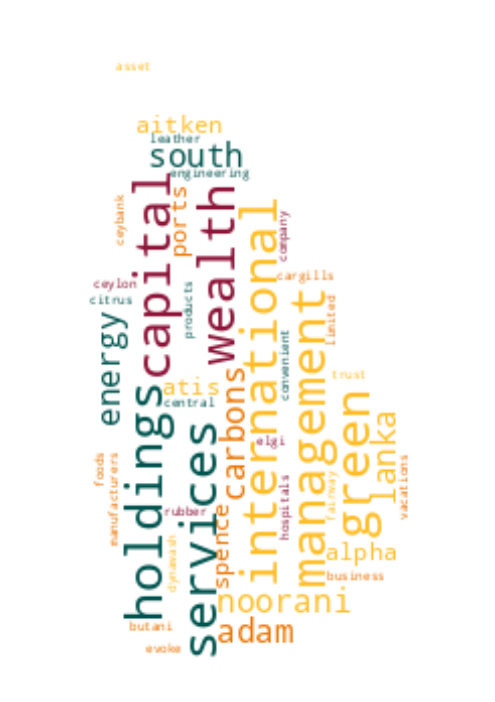 asset
aitken
leather
south
engineering
capital
ports
wealth
ceybank
international
company
ceylon
cargills
citrus
products
energy
management
limited
convenient
trust
atis
central
holdings
carbons
green
lanka
services
elgi
foods
manufacturers
vacations
hospitals
fairway
rubber
spence
dynawash
alpha
business
noorani
butani
adam
evoke